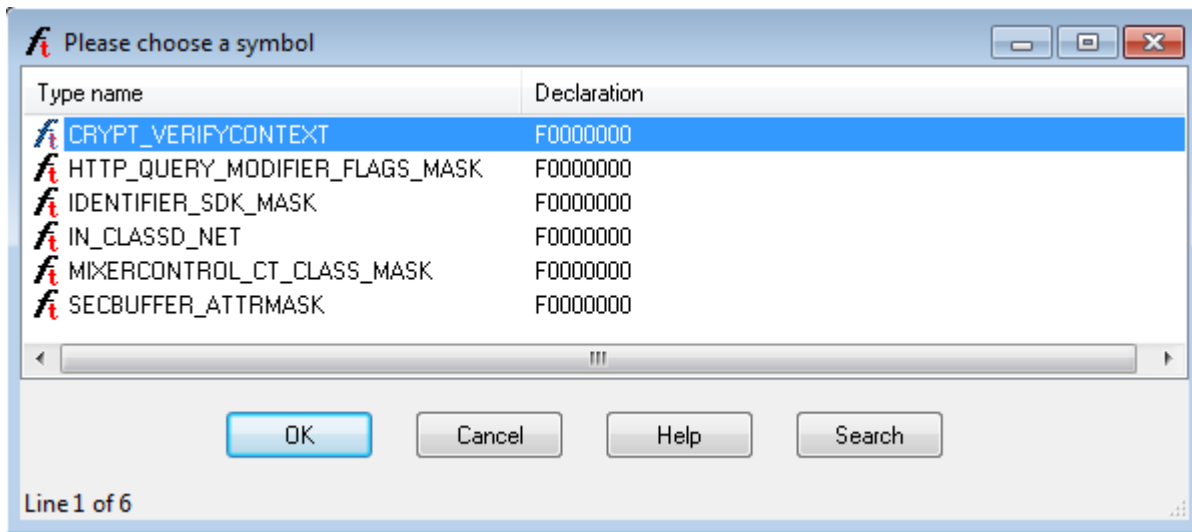 Please choose a symbol
Type name Declaration
CRYPT_VERIFYCONTEXT F0000000
HTTP_QUERY_MODIFIER_FLAGS_MASK F0000000
IDENTIFIER_SDK_MASK F0000000
IN_CLASSD_NET F0000000
MIXERCONTROL_CT_CLASS_MASK F0000000
SECBUFFER_ATTRMASK F0000000
OK Cancel Help Search
Line 1 of 6